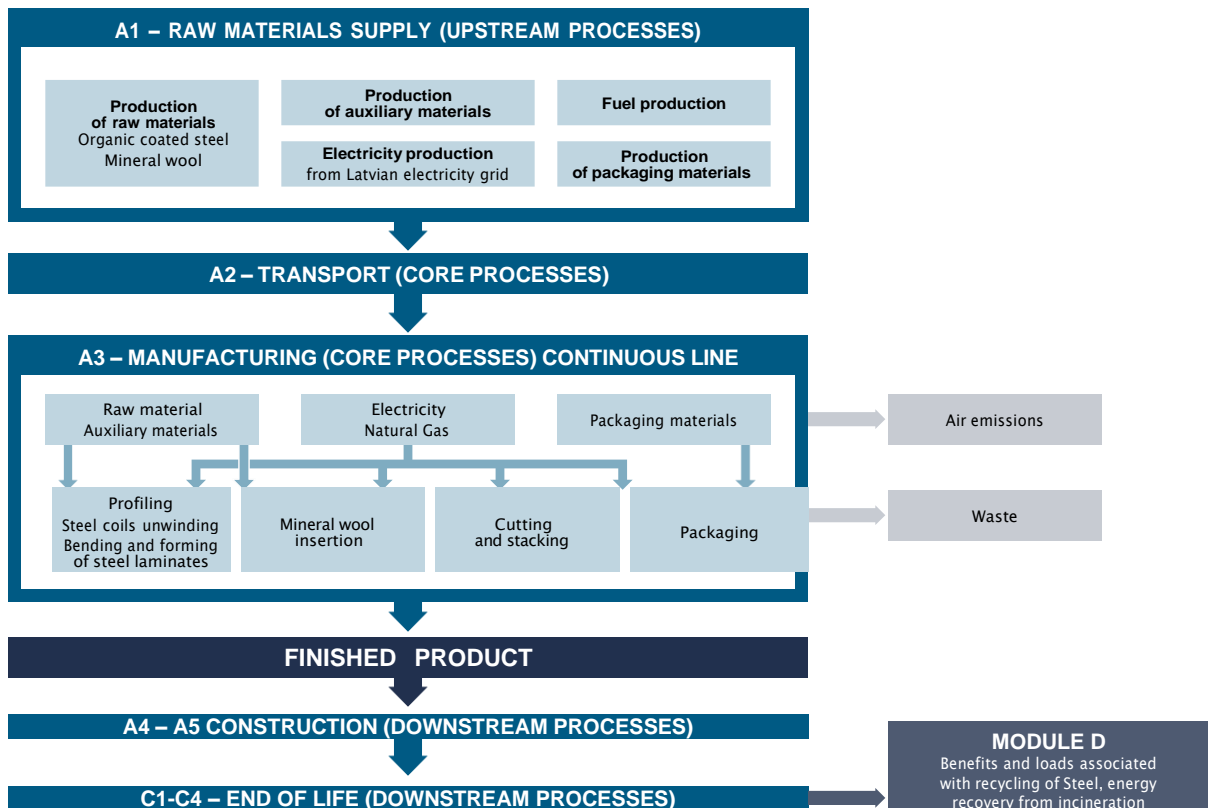 A1 – RAW MATERIALS SUPPLY (UPSTREAM PROCESSES)
Production
of raw materials
Organic coated steel
Mineral wool
Production
of auxiliary materials
Fuel production
Electricity production
from Latvian electricity grid
Production
of packaging materials
A2 – TRANSPORT (CORE PROCESSES)
A3 – MANUFACTURING (CORE PROCESSES) CONTINUOUS LINE
Raw material
Auxiliary materials
Electricity
Natural Gas
Packaging materials
Air emissions
Profiling
Steel coils unwinding
Bending and forming
of steel laminates
Mineral wool
insertion
Cutting
and stacking
Packaging
Waste
FINISHED PRODUCT
A4 – A5 CONSTRUCTION (DOWNSTREAM PROCESSES)
C1-C4 – END OF LIFE (DOWNSTREAM PROCESSES)
MODULE D
Benefits and loads associated
with recycling of Steel, energy
recovery from incineration